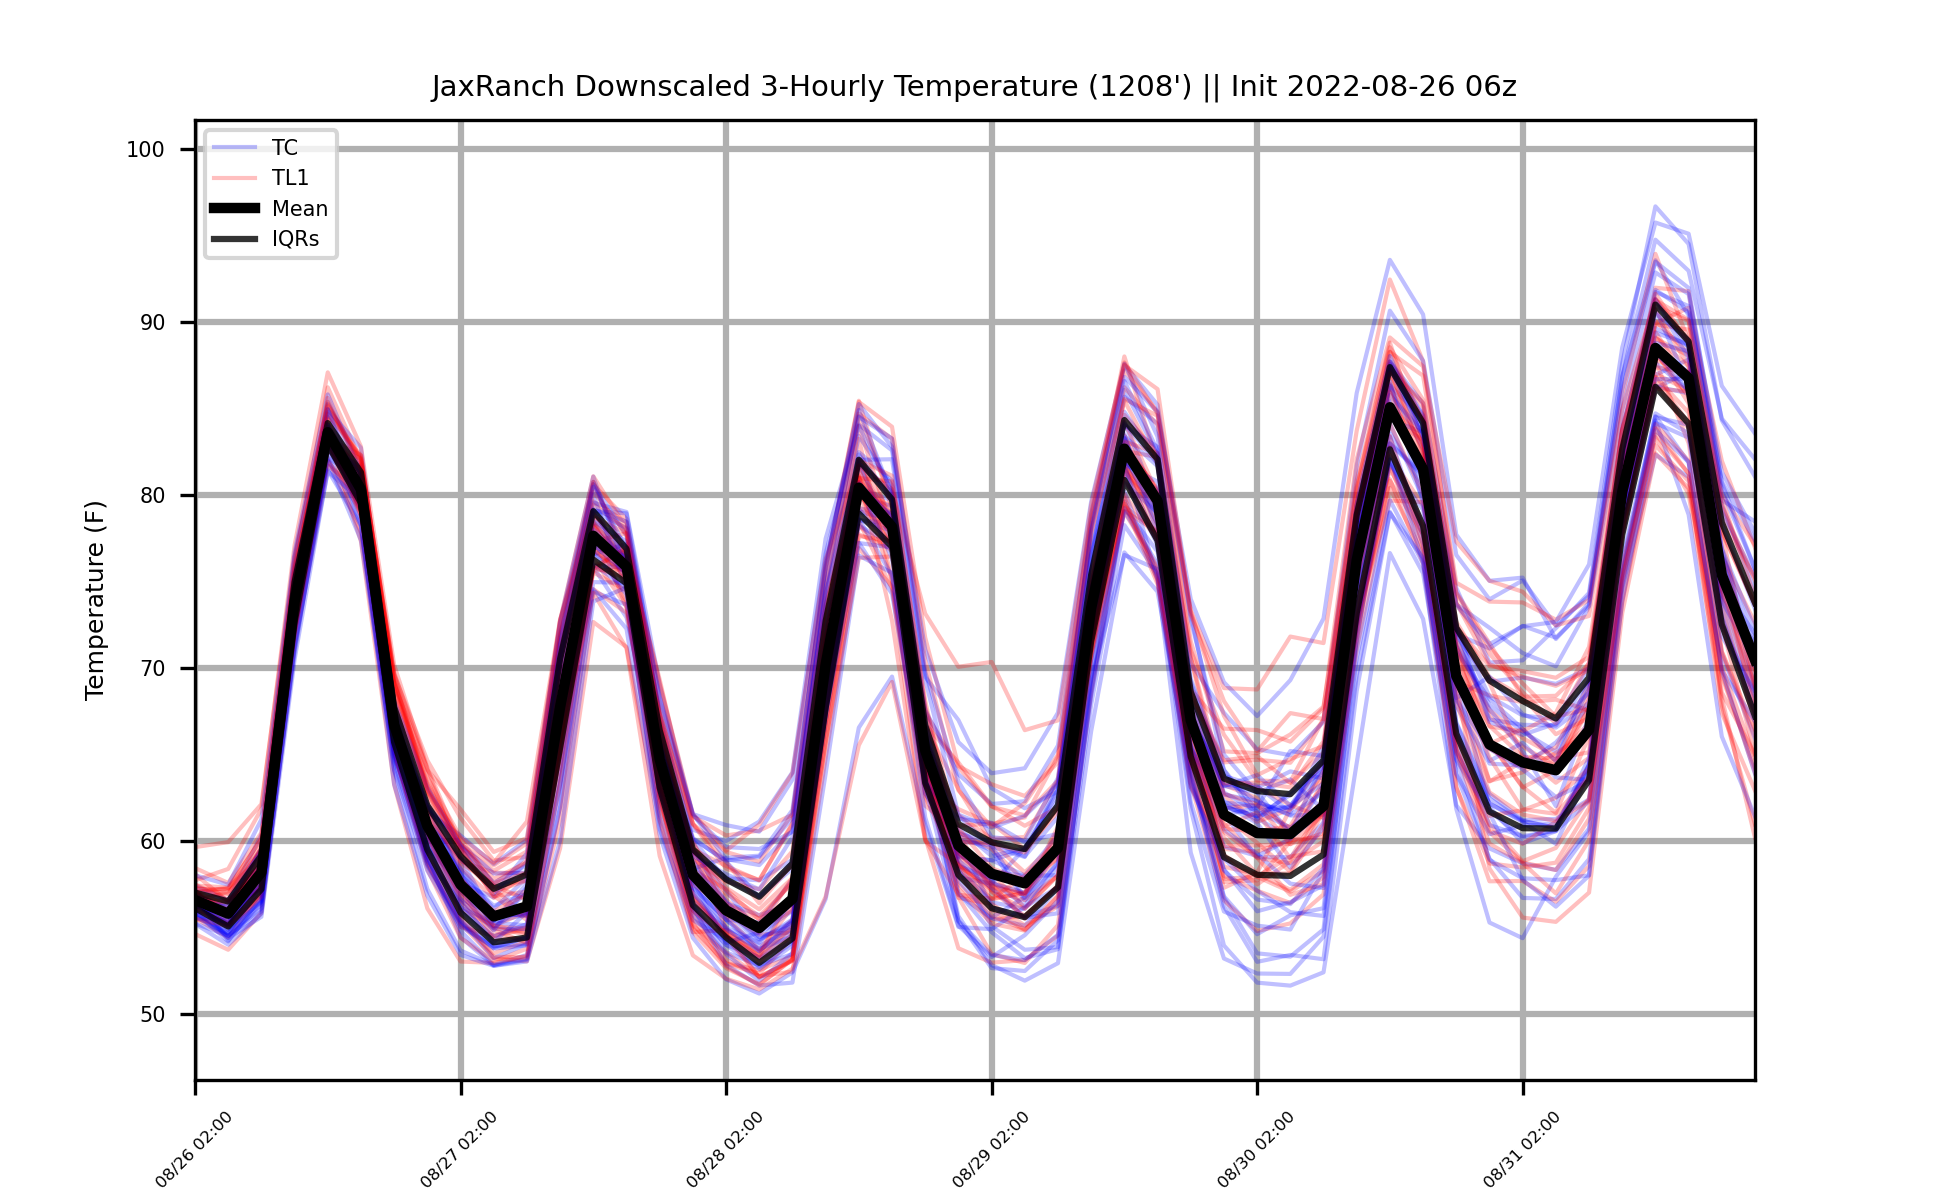 JaxRanch Downscaled 3-Hourly Temperature (1208') || Init 2022-08-26 06z
TC
TL1
Mean
IQRs
Temperature (F)
100
90
80
70
60
50
08/26 02:00
08/27 02:00
08/28 02:00
08/29 02:00
08/30 02:00
08/31 02:00